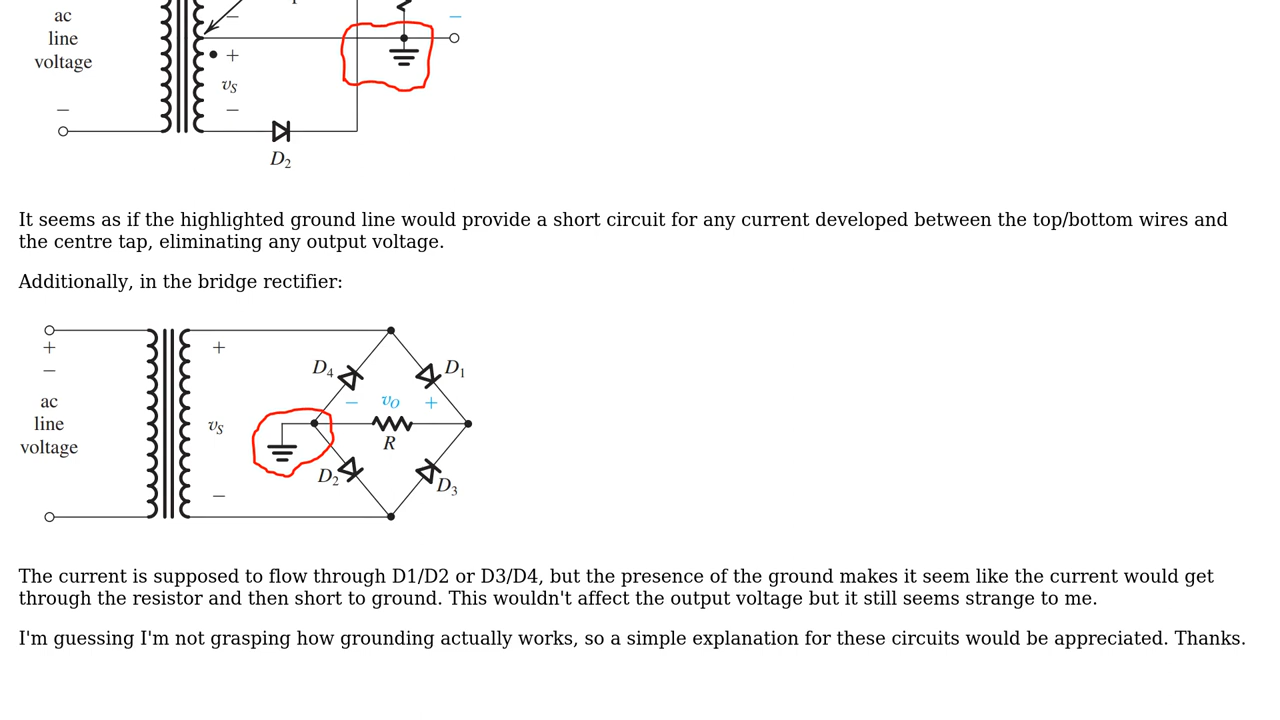 ac
line
voltage
−
+
υS
−
−
−
D2
It seems as if the highlighted ground line would provide a short circuit for any current developed between the top/bottom wires and
the centre tap, eliminating any output voltage.
Additionally, in the bridge rectifier:
+
−
ac
line
voltage
+
υS
−
D4
D1
− υO +
R
D2
D3
The current is supposed to flow through D1/D2 or D3/D4, but the presence of the ground makes it seem like the current would get
through the resistor and then short to ground. This wouldn't affect the output voltage but it still seems strange to me.
I'm guessing I'm not grasping how grounding actually works, so a simple explanation for these circuits would be appreciated. Thanks.